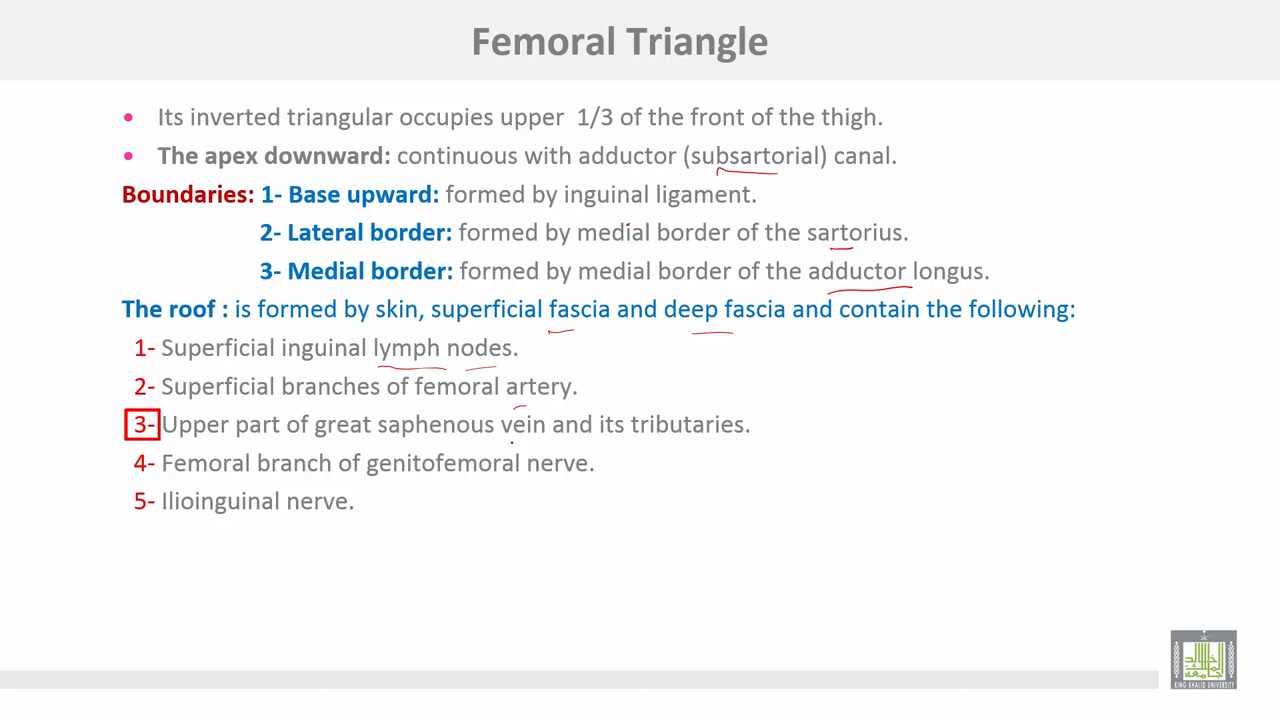 Femoral Triangle
• Its inverted triangular occupies upper 1/3 of the front of the thigh.
• The apex downward: continuous with adductor (subsartorial) canal.
Boundaries: 1- Base upward: formed by inguinal ligament.
2- Lateral border: formed by medial border of the sartorius.
3- Medial border: formed by medial border of the adductor longus.
The roof : is formed by skin, superficial fascia and deep fascia and contain the following:
1- Superficial inguinal lymph nodes.
2- Superficial branches of femoral artery.
3- Upper part of great saphenous vein and its tributaries.
4- Femoral branch of genitofemoral nerve.
5- Ilioinguinal nerve.
KING KHALID UNIVERSITY